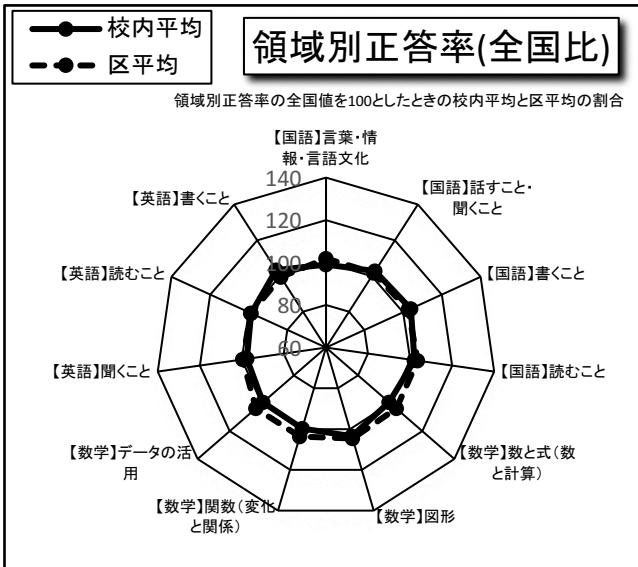 校内平均
区平均
領域別正答率(全国比)
領域別正答率の全国値を100としたときの校内平均と区平均の割合
【国語】言葉・情
報・言語文化
【国語】話すこと・
聞くこと
【国語】書くこと
【国語】読むこと
【数学】数と式(数
と計算)
【数学】図形
【数学】関数(変化
と関係)
【数学】データの活
用
【英語】聞くこと
【英語】読むこと
【英語】書くこと
140
120
100
80
60